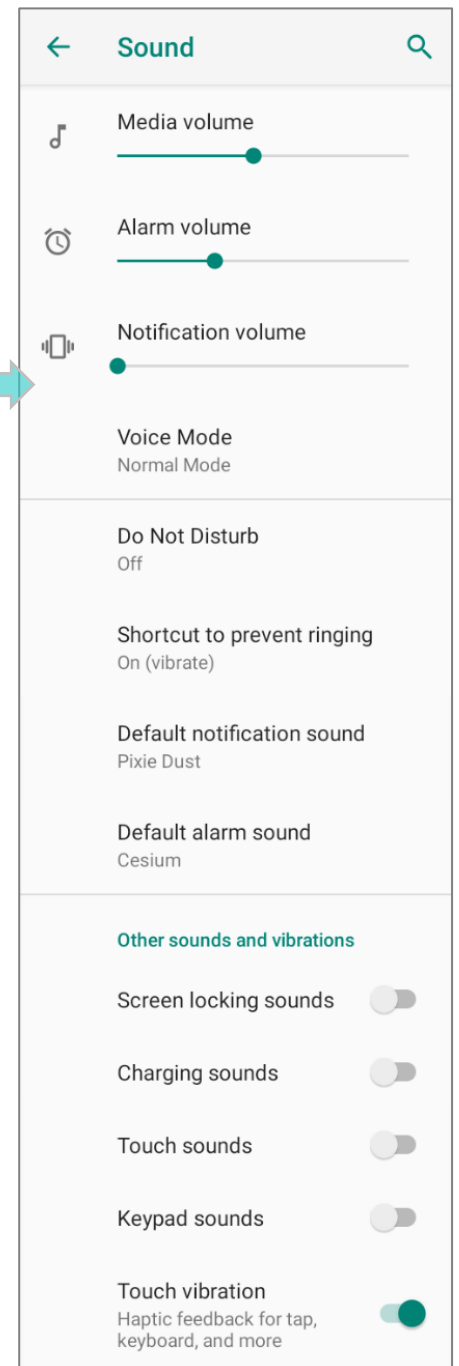 Sound
Media volume
Alarm volume
Notification volume
Voice Mode
Normal Mode
Do Not Disturb
Off
Shortcut to prevent ringing
On (vibrate)
Default notification sound
Pixie Dust
Default alarm sound
Cesium
Other sounds and vibrations
Screen locking sounds
Charging sounds
Touch sounds
Keypad sounds
Touch vibration
Haptic feedback for tap,
keyboard, and more